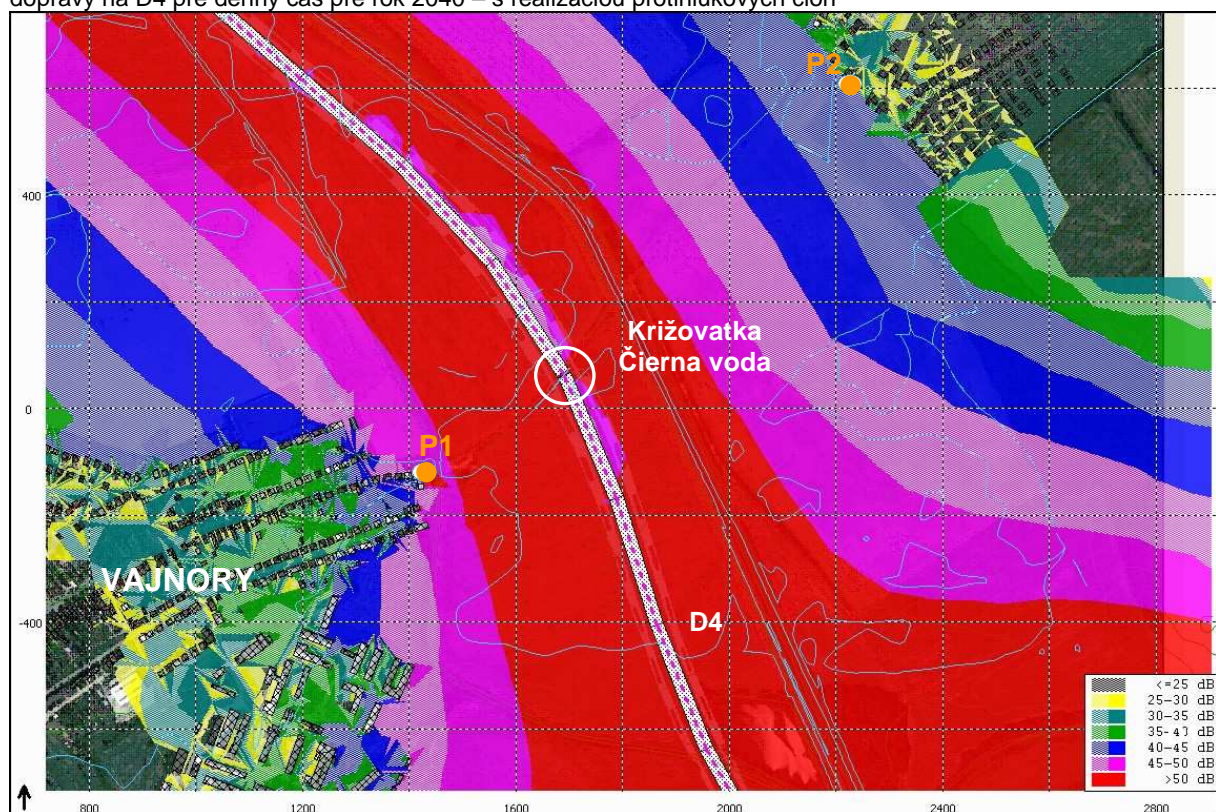 dopravy na D4 pre denný čas pre rok 2040 – s realizáciou protihlukových clôn
P2
400
Križovatka
Čierna voda
0
P1
VAJNORY
-400
D4
<=25 dB
25-30 dB
30-35 dB
35-40 dB
40-45 dB
45-50 dB
>50 dB
800
1200
1600
2000
2400
2800